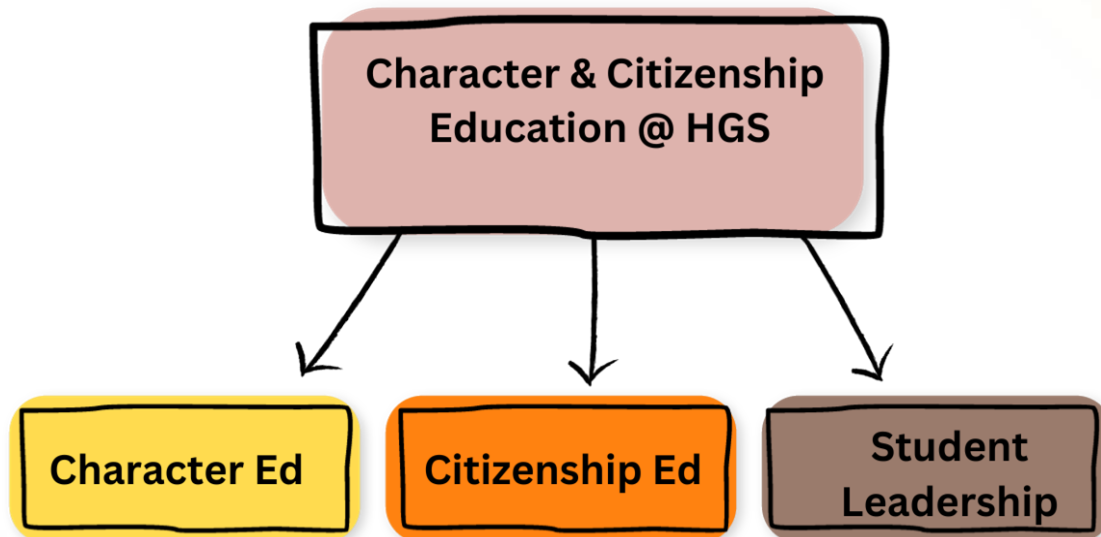 Character & Citizenship
Education @ HGS
Character Ed
Citizenship Ed
Student
Leadership